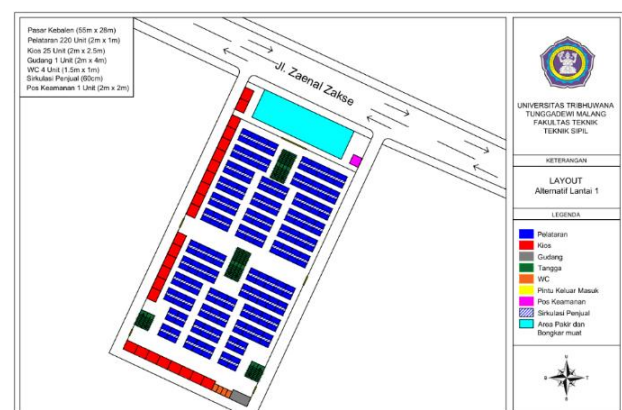 Pasar Kebalen (55m x 28m)
Pelataran 220 Unit (2m x 1m)
Kios 25 Unit (2m x 2.5m)
Gudang 1 Unit (2m x 4m)
WC 4 Unit (1.5m x 1m)
Sirkulasi Penjual (60cm)
Pos Keamanan 1 Unit (2m x 2m)
Jl. Zaenal Zakse
UNIVERSITAS TRIBHUWANA
TUNGGADEWI MALANG
FAKULTAS TEKNIK
TEKNIK SIPIL
KETERANGAN
LAYOUT
Alternatif Lantai 1
LEGENDA
Pelataran
Kios
Gudang
Tangga
WC
Pintu Keluar Masuk
Pos Keamanan
Sirkulasi Penjual
Area Pakir dan
Bongkar muat